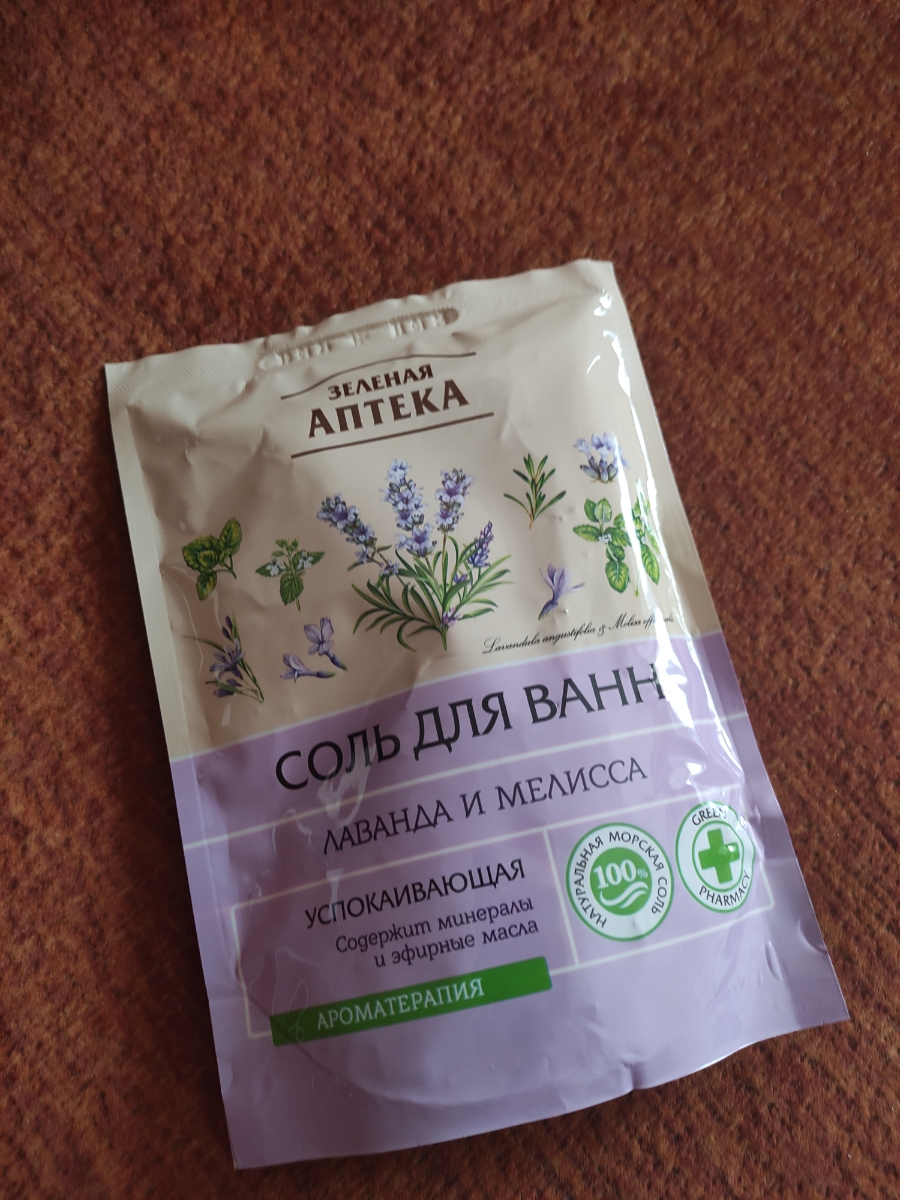 ЗЕЛЕНАЯ
АПТЕКА
Lavandula angustifolia & Melisa
СОЛЬ ДЛЯ ВАНН
ЛАВАНДА И МЕЛИССА
УСПОКАИВАЮЩАЯ
Содержит минералы
и эфирные масла
АРОМАТЕРАПИЯ
НАТУРАЛЬНАЯ МОРСКАЯ СОЛЬ
100%
GREEN
PHARMACY